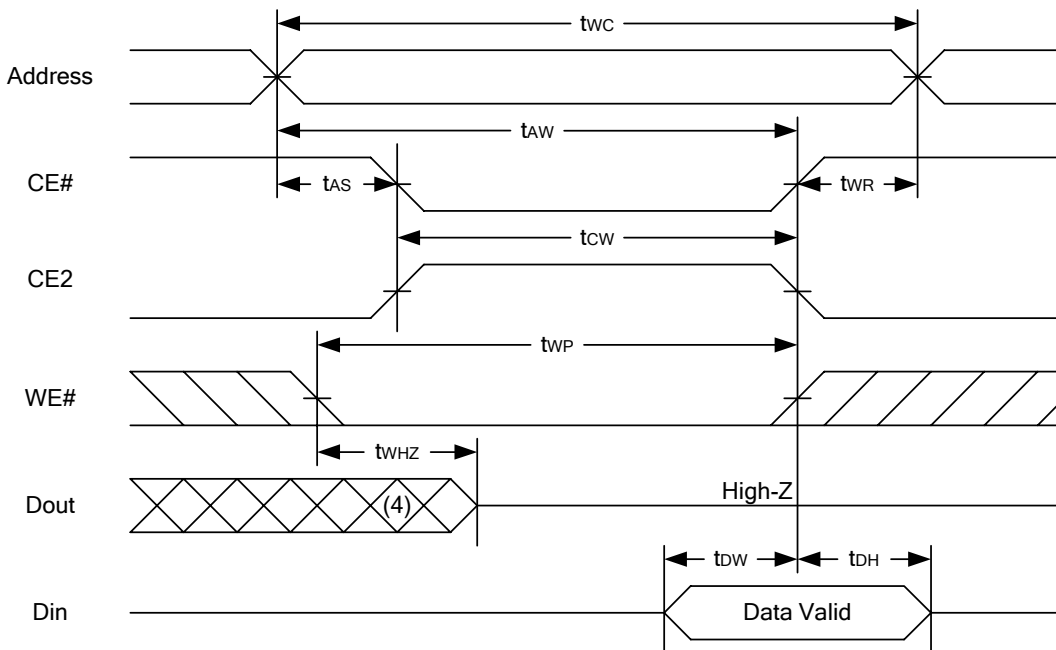 tWC
Address
tAW
CE#
tAS
tWR
tCW
CE2
tWP
WE#
tWHZ
Dout
(4)
High-Z
tDW
tDH
Din
Data Valid